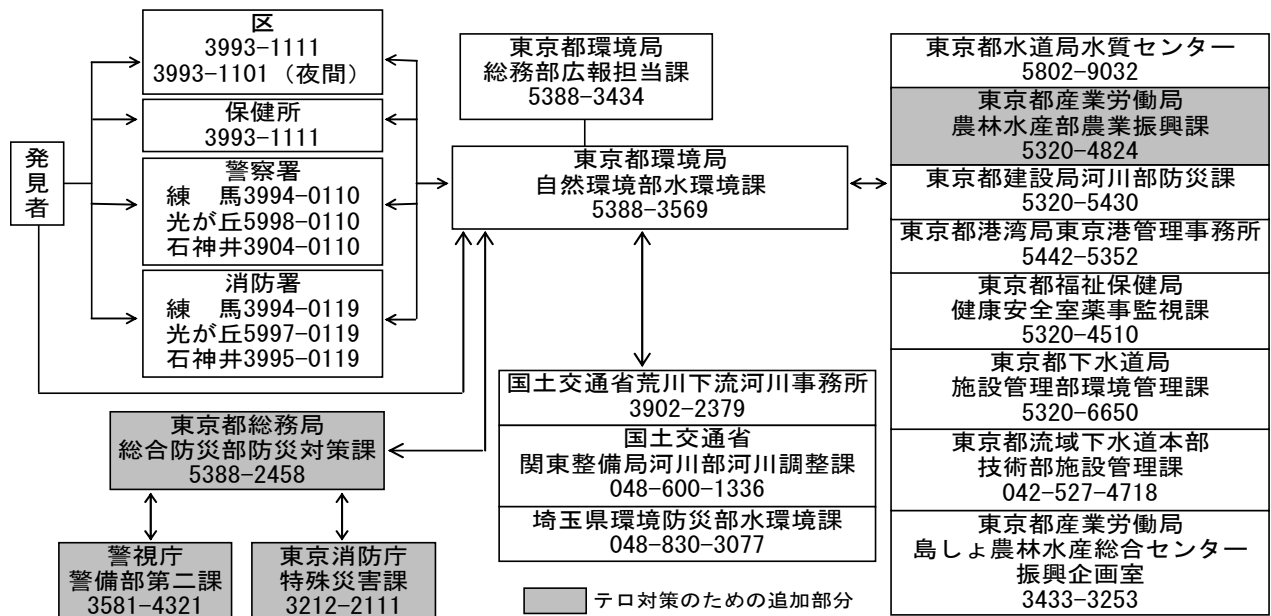 発見者
区
3993-1111
3993-1101（夜間）
保健所
3993-1111
警察署
練　馬3994-0110
光が丘5998-0110
石神井3904-0110
消防署
練　馬3994-0119
光が丘5997-0119
石神井3995-0119
東京都環境局
総務部広報担当課
5388-3434
東京都環境局
自然環境部水環境課
5388-3569
東京都水道局水質センター
5802-9032
東京都産業労働局
農林水産部農業振興課
5320-4824
東京都建設局河川部防災課
5320-5430
東京都港湾局東京港管理事務所
5442-5352
東京都福祉保健局
健康安全室薬事監視課
5320-4510
東京都下水道局
施設管理部環境管理課
5320-6650
東京都流域下水道本部
技術部施設管理課
042-527-4718
東京都産業労働局
島しょ農林水産総合センター
振興企画室
3433-3253
国土交通省荒川下流河川事務所
3902-2379
国土交通省
関東整備局河川部河川調整課
048-600-1336
埼玉県環境防災部水環境課
048-830-3077
東京都総務局
総合防災部防災対策課
5388-2458
警視庁
警備部第二課
3581-4321
東京消防庁
特殊災害課
3212-2111
テロ対策のための追加部分